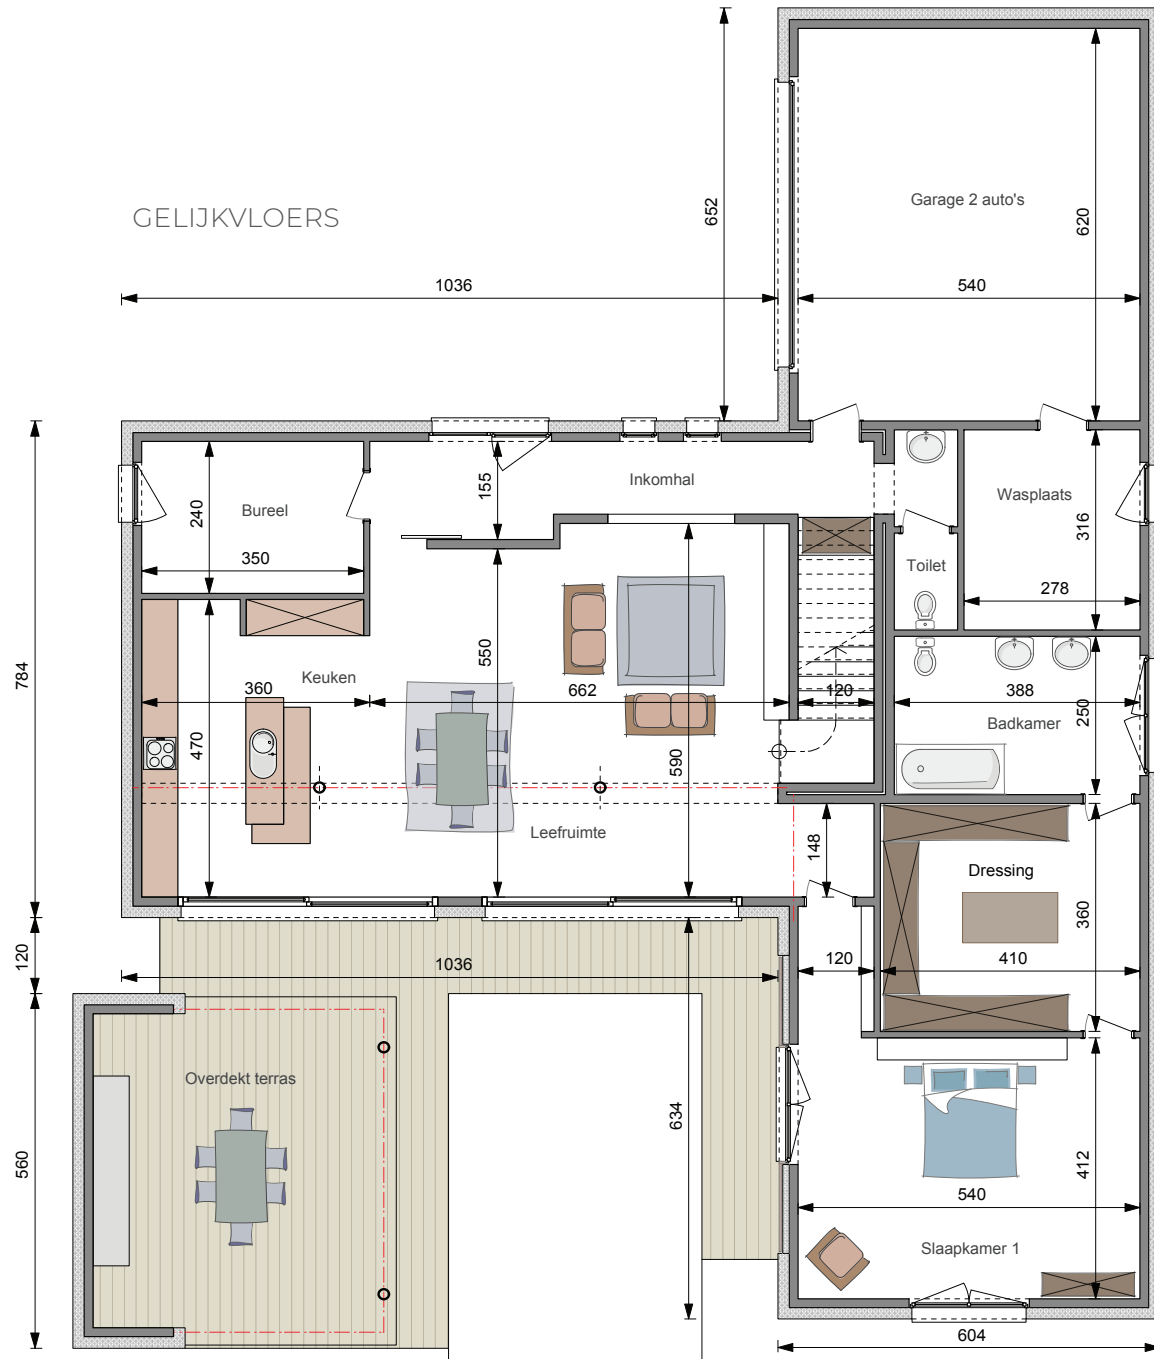 652
Garage 2 auto's
620
GELIJKVLOERS
1036
540
155
Inkomhal
Wasplaats
240
Bureel
316
350
Toilet
278
550
784
Keuken
360
662
120
388
250
Badkamer
470
590
Leefruimte
148
Dressing
360
120
1036
120
410
Overdekt terras
634
560
412
540
Slaapkamer 1
604